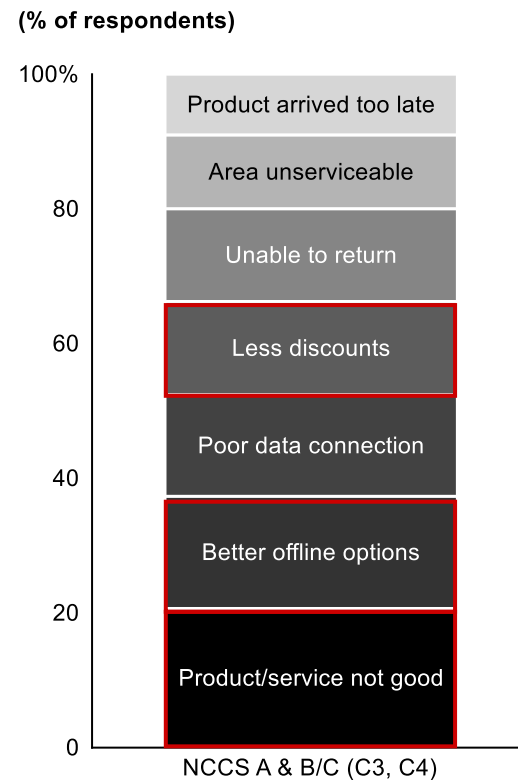 (% of respondents)
100%
Product arrived too late
Area unserviceable
80
Unable to return
60
Less discounts
Poor data connection
40
Better offline options
20
Product/service not good
0
NCCS A & B/C (C3, C4)